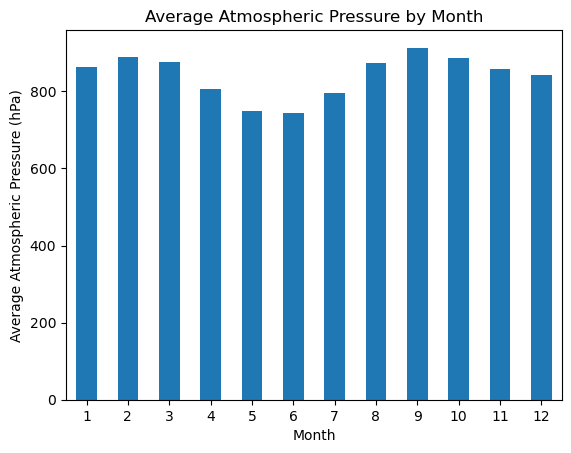 Average Atmospheric Pressure by Month
Average Atmospheric Pressure (hPa)
800
600
400
200
0
1 2 3 4 5 6 7 8 9 10 11 12
Month